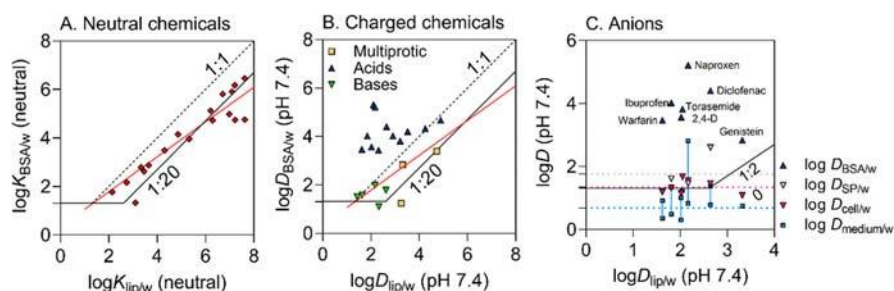 A. Neutral chemicals
logK_BSA/w (neutral)
8
6
4
2
0
1:1
1:20
0 2 4 6 8
logK_lip/w (neutral)
B. Charged chemicals
logD_BSA/w (pH 7.4)
8
6
4
2
0
Multiprotic
Acids
Bases
1:1
1:20
0 2 4 6 8
logD_lip/w (pH 7.4)
C. Anions
logD (pH 7.4)
6
4
2
0
Naproxen
Diclofenac
Ibuprofen
Torasemide
Warfarin
2,4-D
Genistein
1:2
0
0 1 2 3 4
logD_lip/w (pH 7.4)
log D_BSA/w
log D_SP/w
log D_cell/w
log D_medium/w